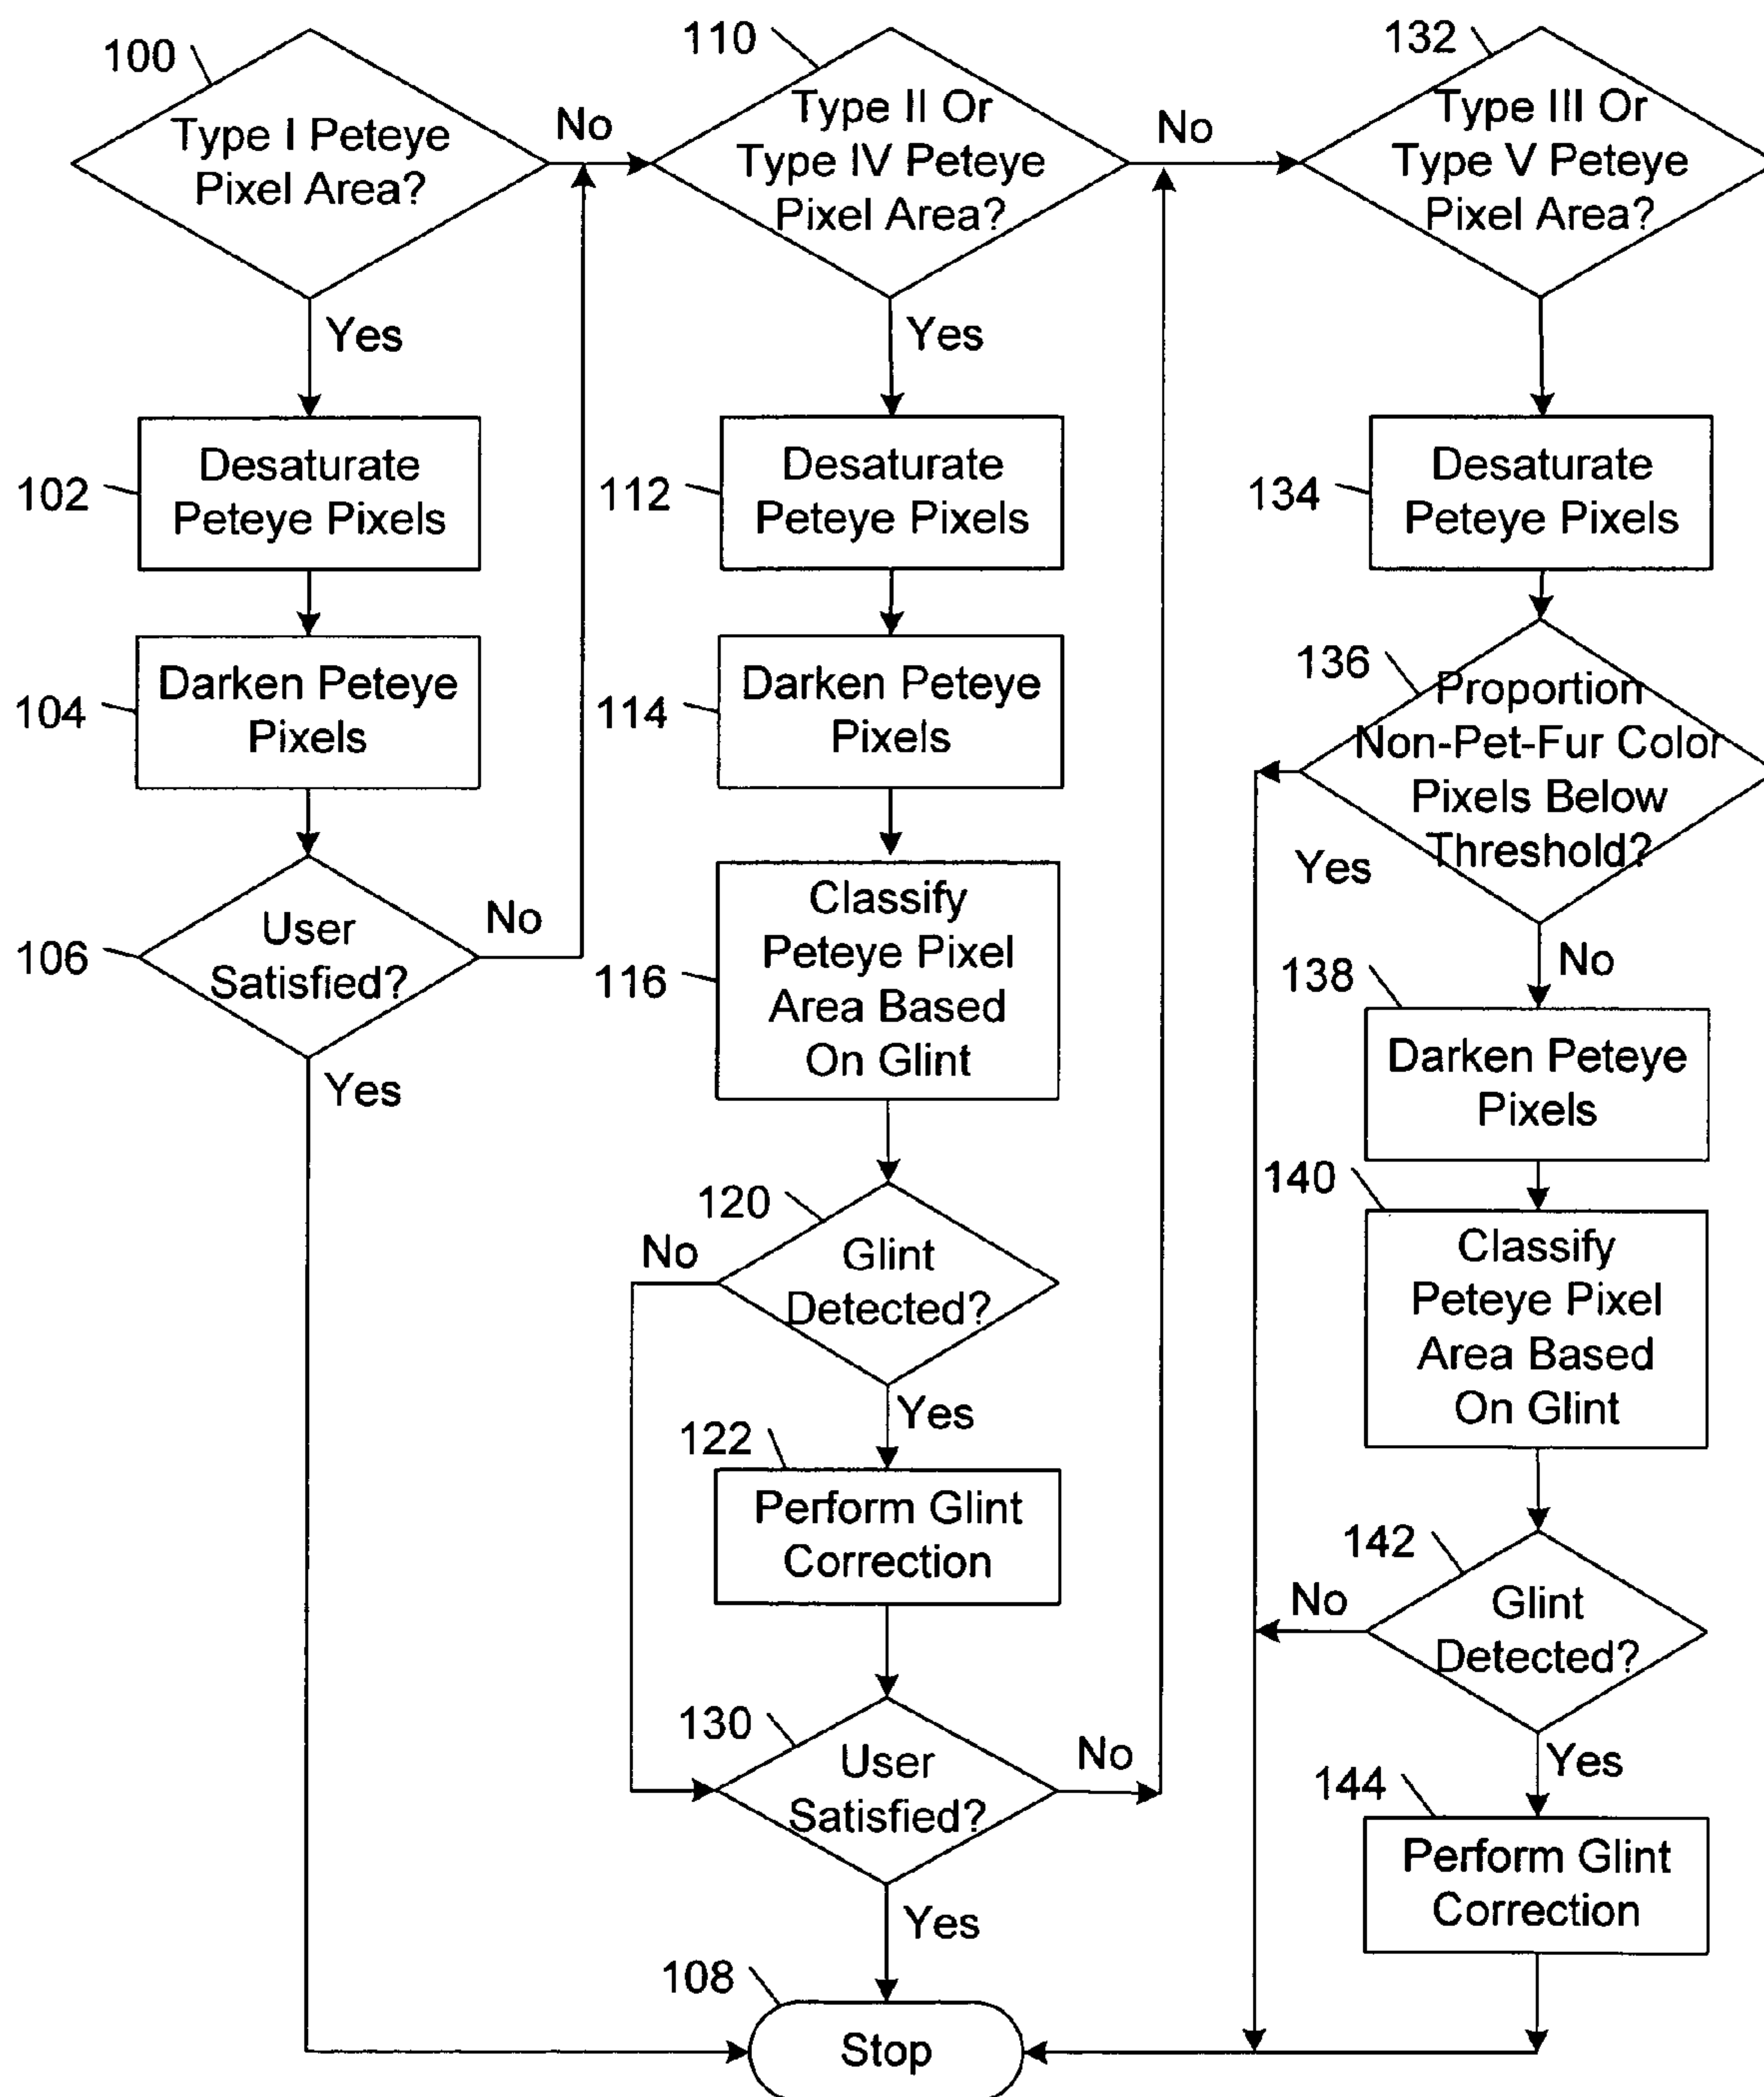 100
Type I Peteye
Pixel Area?
No
Yes
102
Desaturate
Peteye Pixels
104
Darken Peteye
Pixels
106
User
Satisfied?
No
Yes
110
Type II Or
Type IV Peteye
Pixel Area?
No
Yes
112
Desaturate
Peteye Pixels
114
Darken Peteye
Pixels
116
Classify
Peteye Pixel
Area Based
On Glint
120
Glint
Detected?
No
Yes
122
Perform Glint
Correction
130
User
Satisfied?
No
Yes
108
Stop
132
Type III Or
Type V Peteye
Pixel Area?
134
Desaturate
Peteye Pixels
136
Proportion
Non-Pet-Fur Color
Pixels Below
Threshold?
Yes
No
138
Darken Peteye
Pixels
140
Classify
Peteye Pixel
Area Based
On Glint
142
Glint
Detected?
No
Yes
144
Perform Glint
Correction